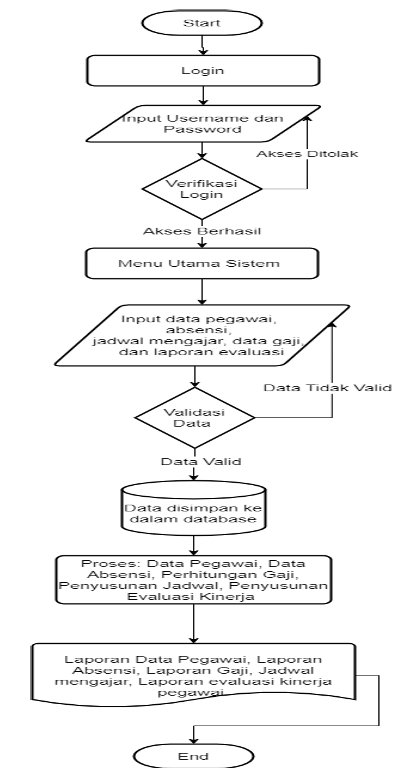 Start
Login
Input Username dan
Password
Akses Ditolak
Verifikasi
Login
Akses Berhasil
Menu Utama Sistem
Input data pegawai,
absensi,
jadwal mengajar, data gaji,
dan laporan evaluasi
Data Tidak Valid
Validasi
Data
Data Valid
Data disimpan ke
dalam database
Proses: Data Pegawai, Data
Absensi, Perhitungan Gaji,
Penyusunan Jadwal, Penyusunan
Evaluasi Kinerja
Laporan Data Pegawai, Laporan
Absensi, Laporan Gaji, Jadwal
mengajar, Laporan evaluasi kinerja
pegawai.
End